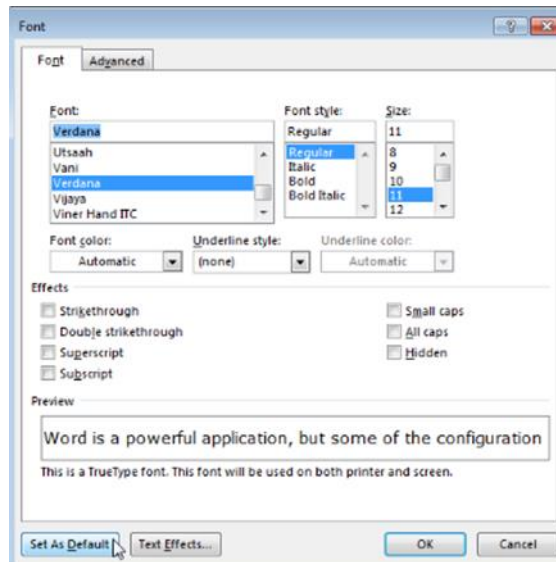 Font
Font Advanced
Font: Font style: Size:
Verdana Regular 11
Utsaah Regular 8
Vani Italic 9
Verdana Bold 10
Vijaya Bold Italic 11
Viner Hand ITC 12
Font color: Underline style: Underline color:
Automatic (none) Automatic
Effects
Strikethrough Small caps
Double strikethrough All caps
Superscript Hidden
Subscript
Preview
Word is a powerful application, but some of the configuration
This is a TrueType font. This font will be used on both printer and screen.
Set As Default Text Effects... OK Cancel